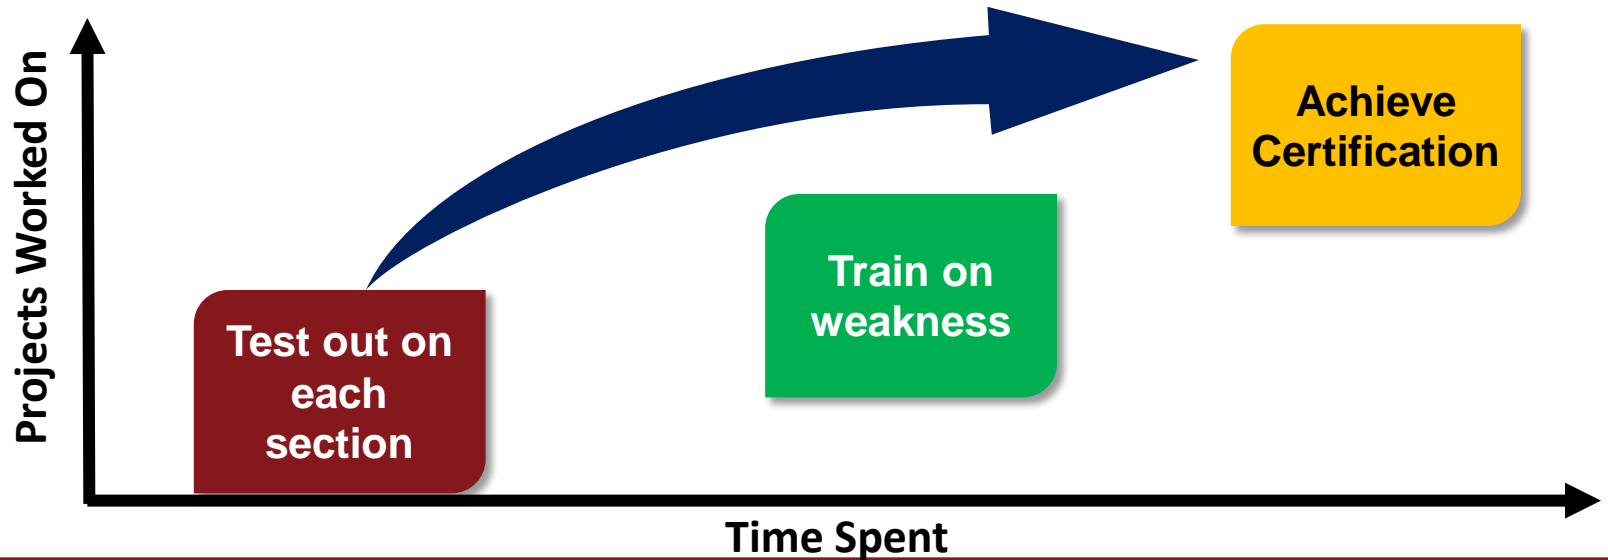 Projects Worked On
Test out on
each
section
Train on
weakness
Achieve
Certification
Time Spent